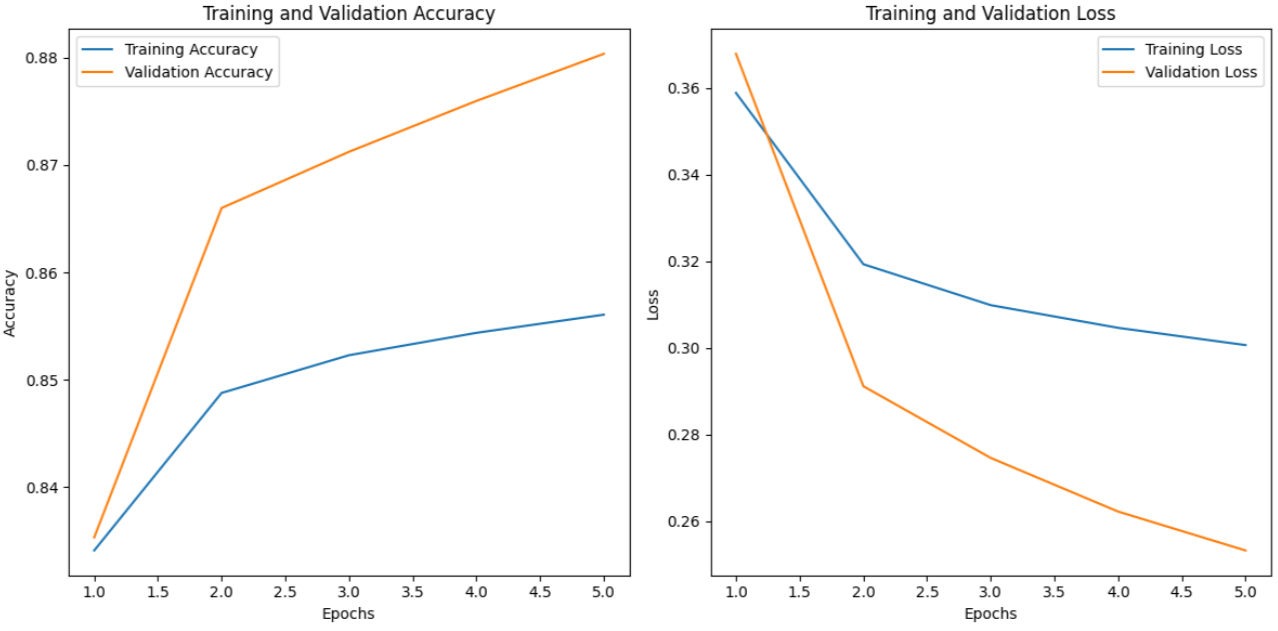 Training and Validation Accuracy
Training Accuracy
Validation Accuracy
0.88
0.87
0.86
0.85
0.84
Accuracy
1.0 1.5 2.0 2.5 3.0 3.5 4.0 4.5 5.0
Epochs
Training and Validation Loss
Training Loss
Validation Loss
0.36
0.34
0.32
0.30
0.28
0.26
Loss
1.0 1.5 2.0 2.5 3.0 3.5 4.0 4.5 5.0
Epochs